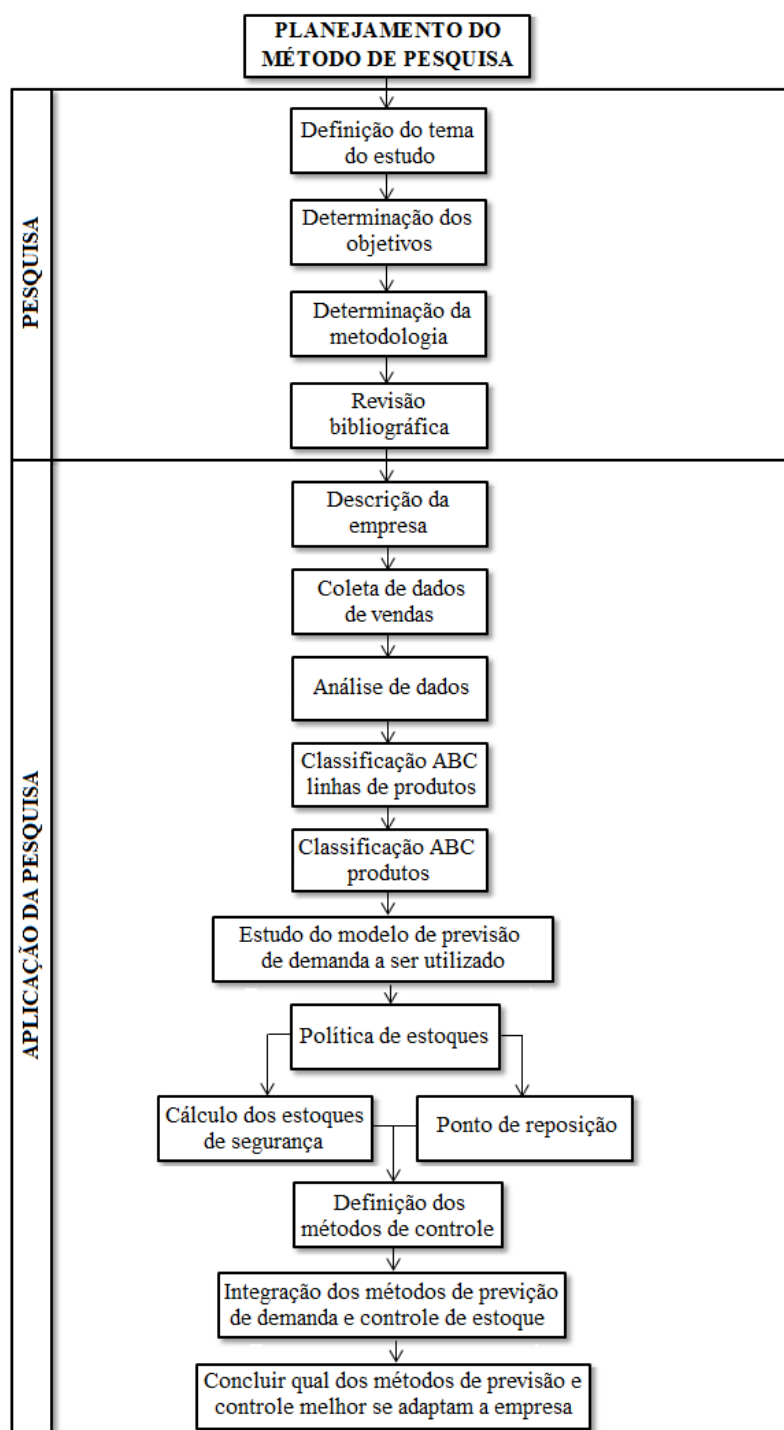 PLANEJAMENTO DO
MÉTODO DE PESQUISA
PESQUISA
Definição do tema
do estudo
Determinação dos
objetivos
Determinação da
metodologia
Revisão
bibliográfica
APLICAÇÃO DA PESQUISA
Descrição da
empresa
Coleta de dados
de vendas
Análise de dados
Classificação ABC
linhas de produtos
Classificação ABC
produtos
Estudo do modelo de previsão
de demanda a ser utilizado
Política de estoques
Cálculo dos estoques
de segurança
Ponto de reposição
Definição dos
métodos de controle
Integração dos métodos de previção
de demanda e controle de estoque
Concluir qual dos métodos de previsão e
controle melhor se adaptam a empresa